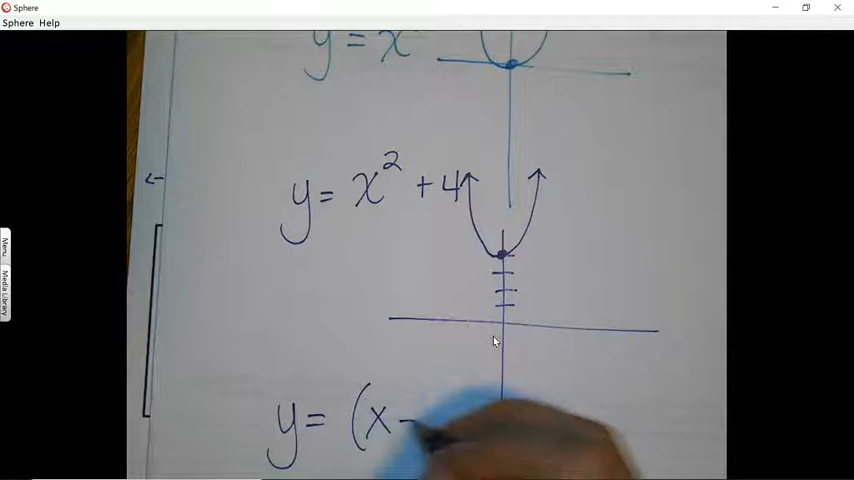 Sphere
Sphere Help
y = x
y = x² + 4
y = (x -
Menu
Media Library